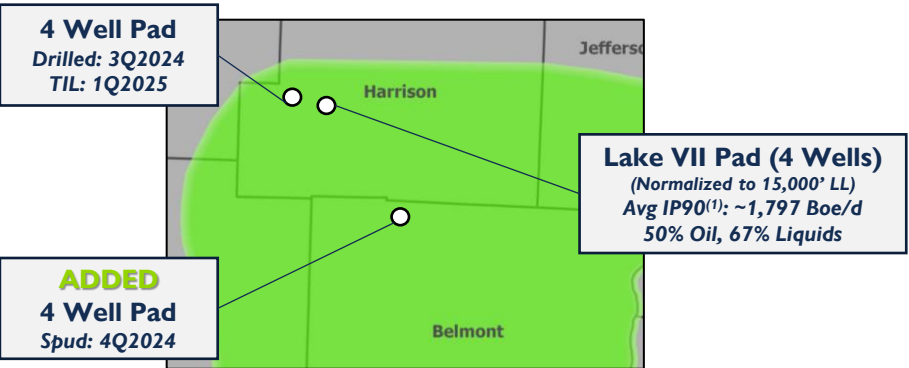 4 Well Pad
Drilled: 3Q2024
TIL: 1Q2025
Jefferso
Harrison
Lake VII Pad (4 Wells)
(Normalized to 15,000’ LL)
Avg IP90(1): ~1,797 Boe/d
50% Oil, 67% Liquids
ADDED
4 Well Pad
Spud: 4Q2024
Belmont